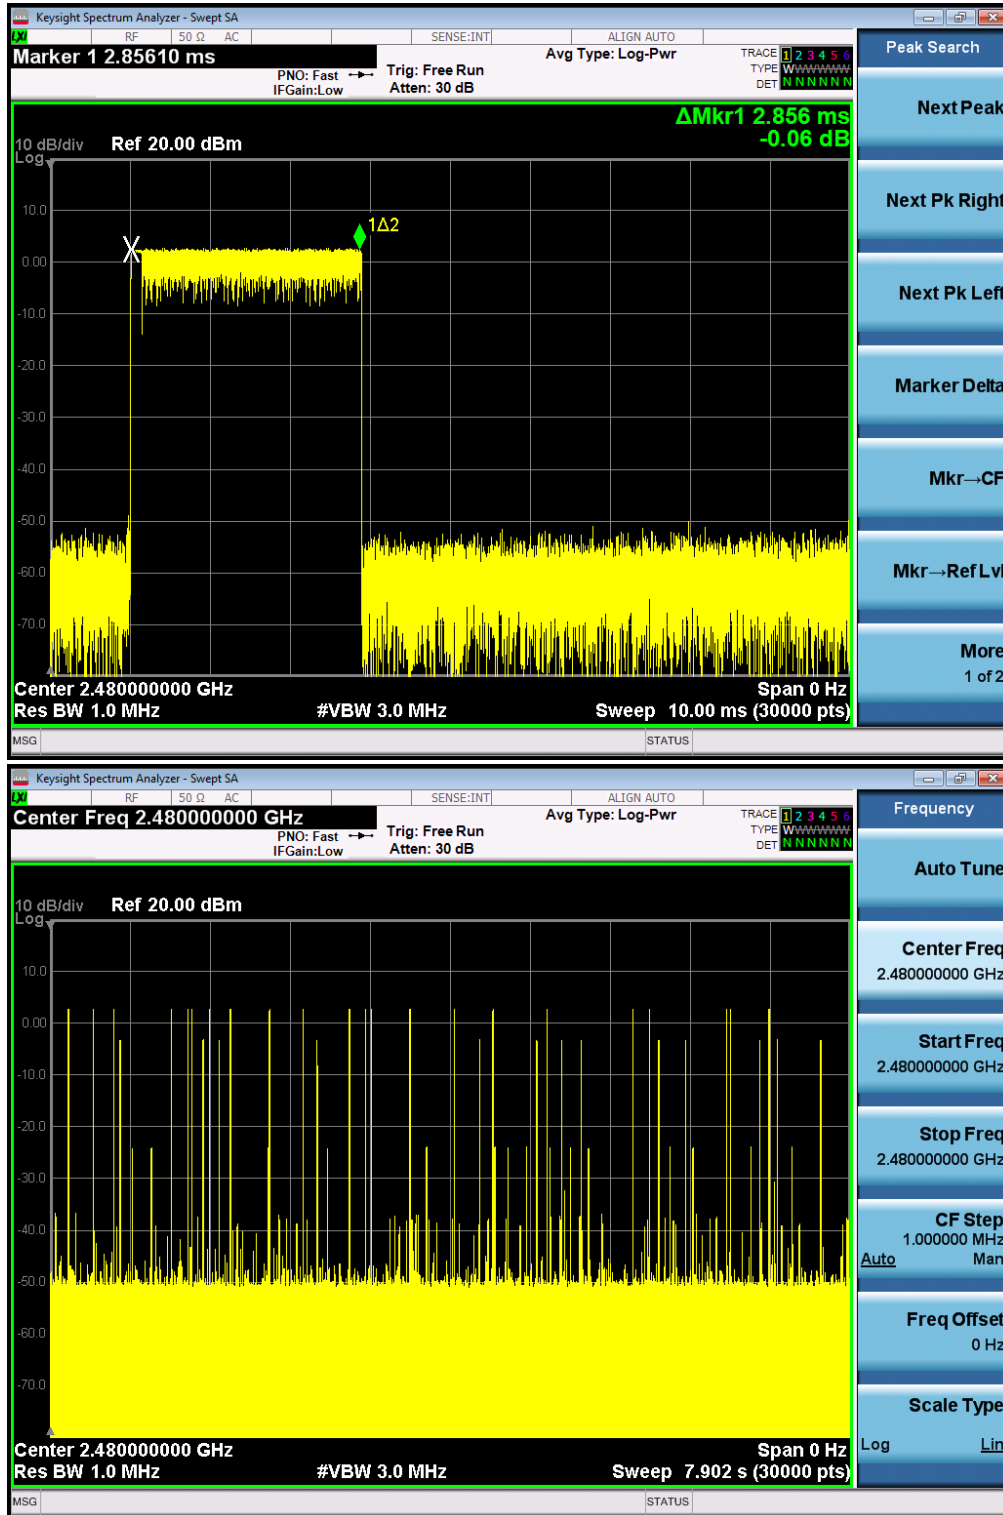 Keysight Spectrum Analyzer - Swept SA
LXI RF 50 Ω AC SENSE:INT ALIGN AUTO
Marker 1 2.85610 ms
PNO: Fast
IFGain:Low
Trig: Free Run
Atten: 30 dB
Avg Type: Log-Pwr
TRACE 1 2 3 4 5 6
TYPE WWWWWW
DET N N N N N N
ΔMkr1 2.856 ms
-0.06 dB
10 dB/div Ref 20.00 dBm
Log
10.0
0.00
-10.0
-20.0
-30.0
-40.0
-50.0
-60.0
-70.0
X
1Δ2
Center 2.480000000 GHz
Span 0 Hz
Res BW 1.0 MHz
#VBW 3.0 MHz
Sweep 10.00 ms (30000 pts)
MSG
STATUS
Peak Search
Next Peak
Next Pk Right
Next Pk Left
Marker Delta
Mkr→CF
Mkr→Ref Lvl
More
1 of 2
Keysight Spectrum Analyzer - Swept SA
LXI RF 50 Ω AC SENSE:INT ALIGN AUTO
Center Freq 2.480000000 GHz
PNO: Fast
IFGain:Low
Trig: Free Run
Atten: 30 dB
Avg Type: Log-Pwr
TRACE 1 2 3 4 5 6
TYPE WWWWWW
DET N N N N N N
10 dB/div Ref 20.00 dBm
Log
10.0
0.00
-10.0
-20.0
-30.0
-40.0
-50.0
-60.0
-70.0
Center 2.480000000 GHz
Span 0 Hz
Res BW 1.0 MHz
#VBW 3.0 MHz
Sweep 7.902 s (30000 pts)
MSG
STATUS
Frequency
Auto Tune
Center Freq
2.480000000 GHz
Start Freq
2.480000000 GHz
Stop Freq
2.480000000 GHz
CF Step
1.000000 MHz
Auto Man
Freq Offset
0 Hz
Scale Type
Log Lin